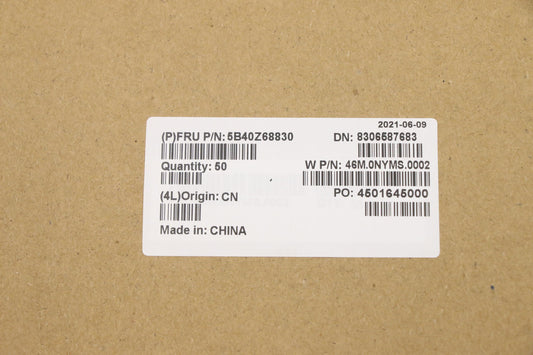 2021-06-09
(P)FRU P/N: 5B40Z68830 DN: 8306587683
Quantity: 50 W P/N: 46M.0NYMS.0002
(4L)Origin: CN PO: 4501645000
Made in: CHINA